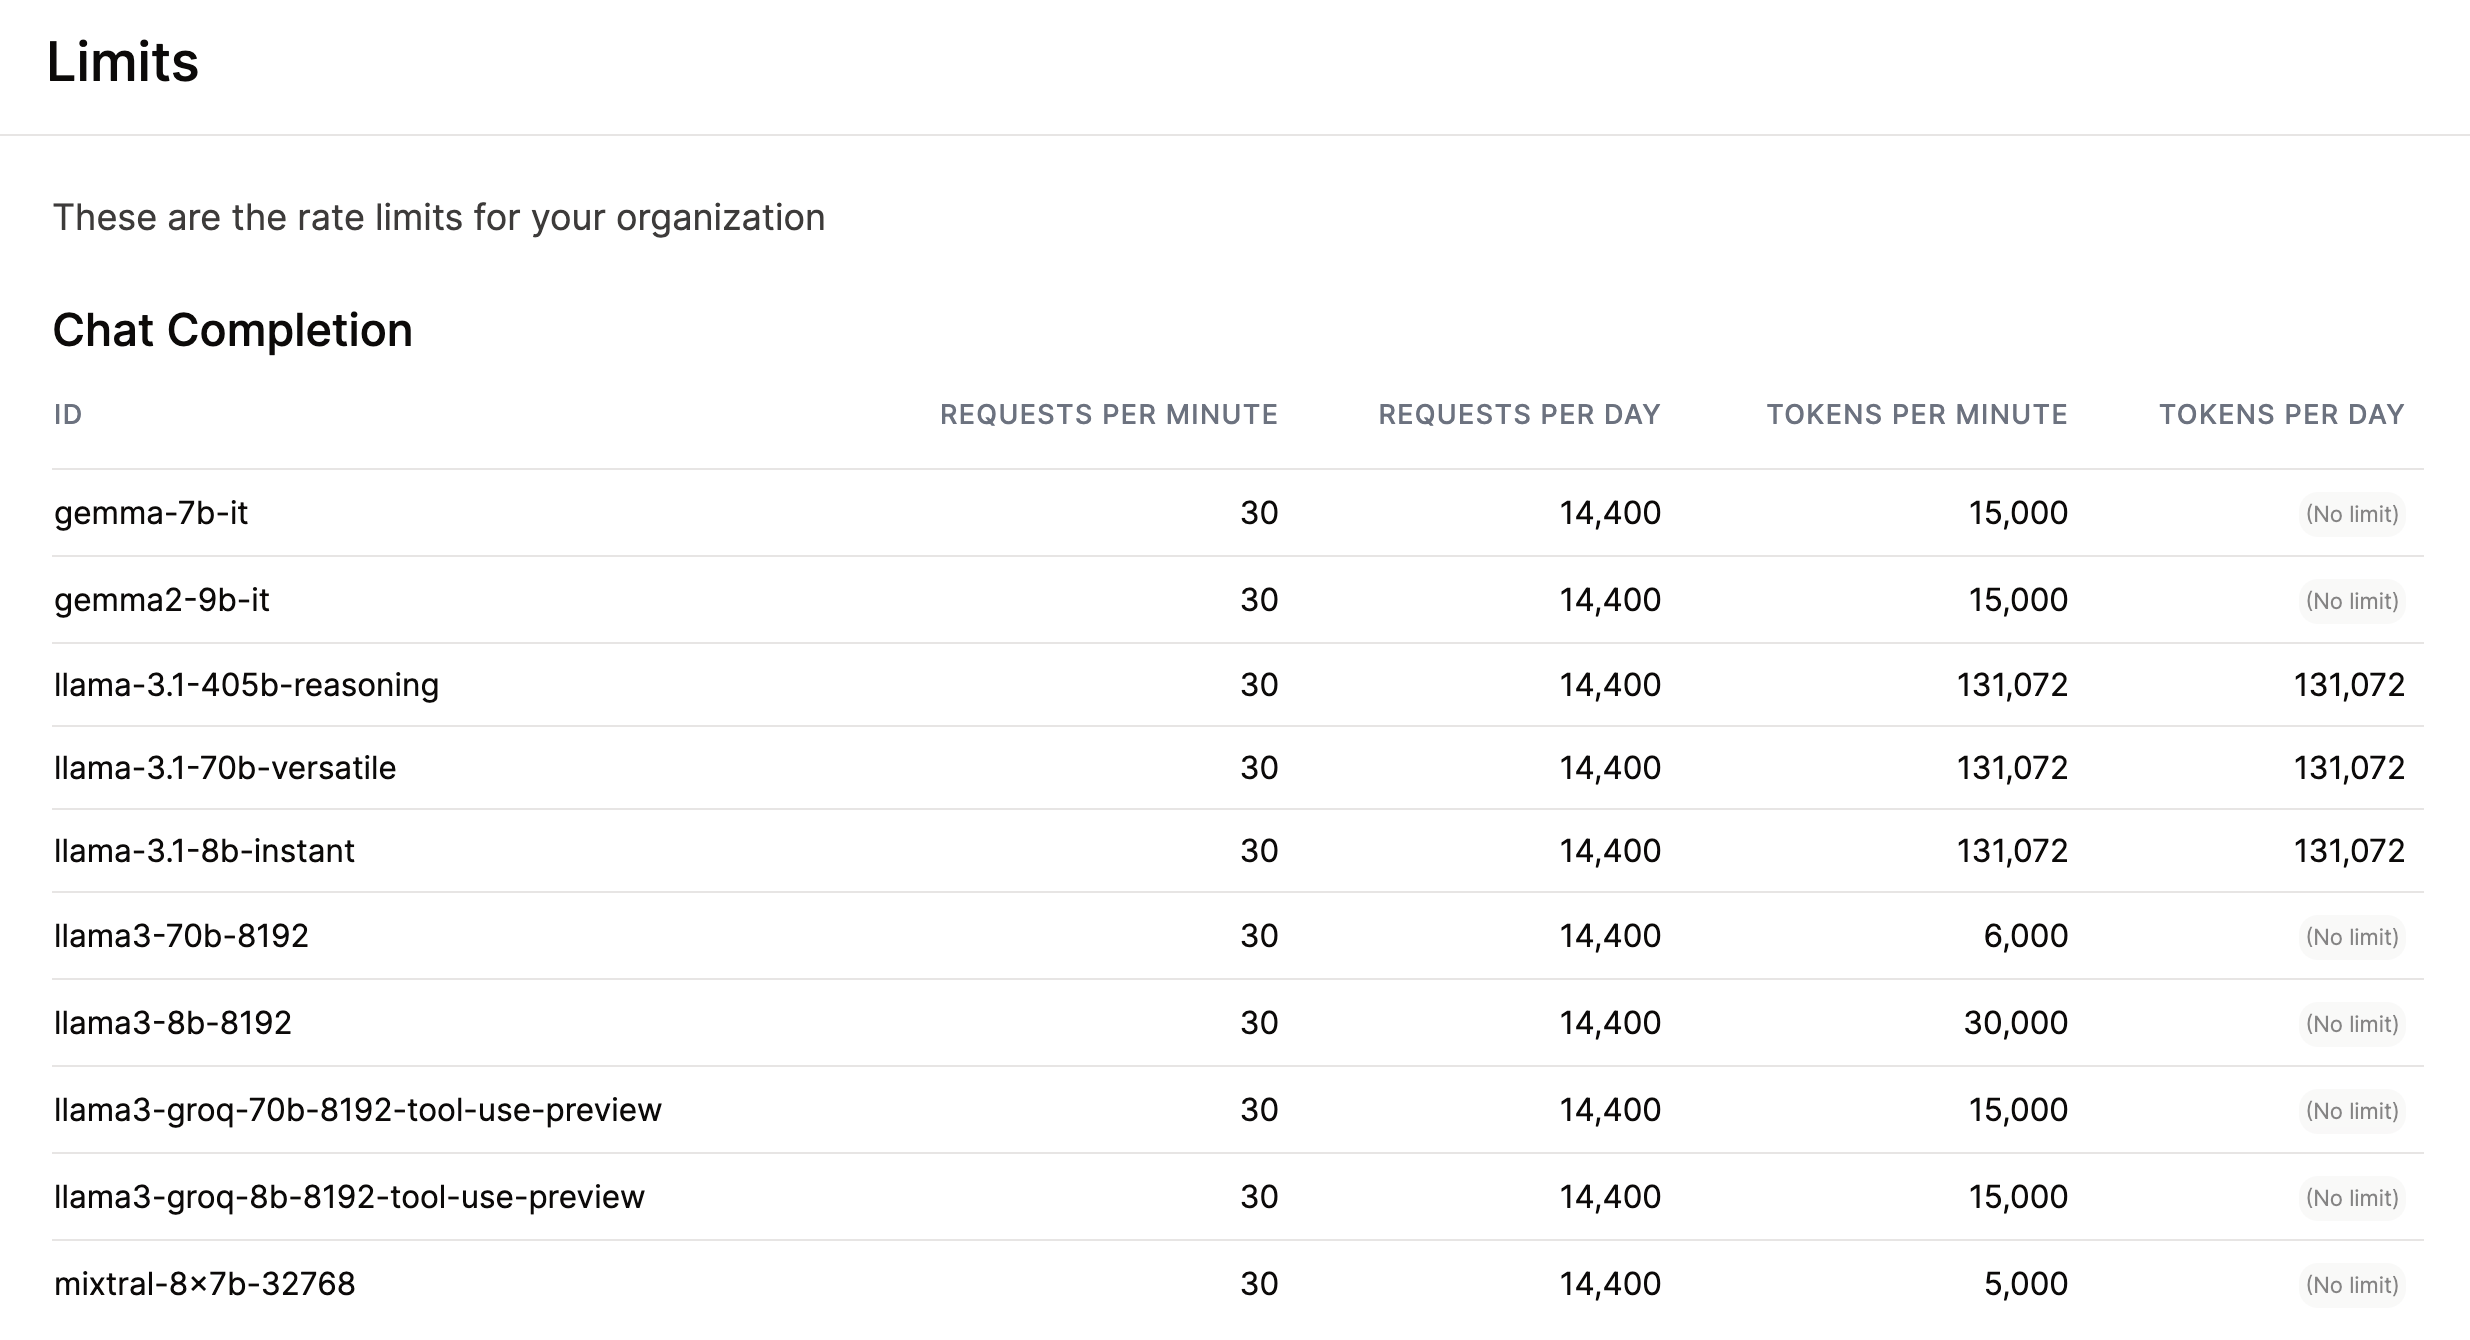 Limits
These are the rate limits for your organization
Chat Completion
ID REQUESTS PER MINUTE REQUESTS PER DAY TOKENS PER MINUTE TOKENS PER DAY
gemma-7b-it 30 14,400 15,000 (No limit)
gemma2-9b-it 30 14,400 15,000 (No limit)
llama-3.1-405b-reasoning 30 14,400 131,072 131,072
llama-3.1-70b-versatile 30 14,400 131,072 131,072
llama-3.1-8b-instant 30 14,400 131,072 131,072
llama3-70b-8192 30 14,400 6,000 (No limit)
llama3-8b-8192 30 14,400 30,000 (No limit)
llama3-groq-70b-8192-tool-use-preview 30 14,400 15,000 (No limit)
llama3-groq-8b-8192-tool-use-preview 30 14,400 15,000 (No limit)
mixtral-8×7b-32768 30 14,400 5,000 (No limit)